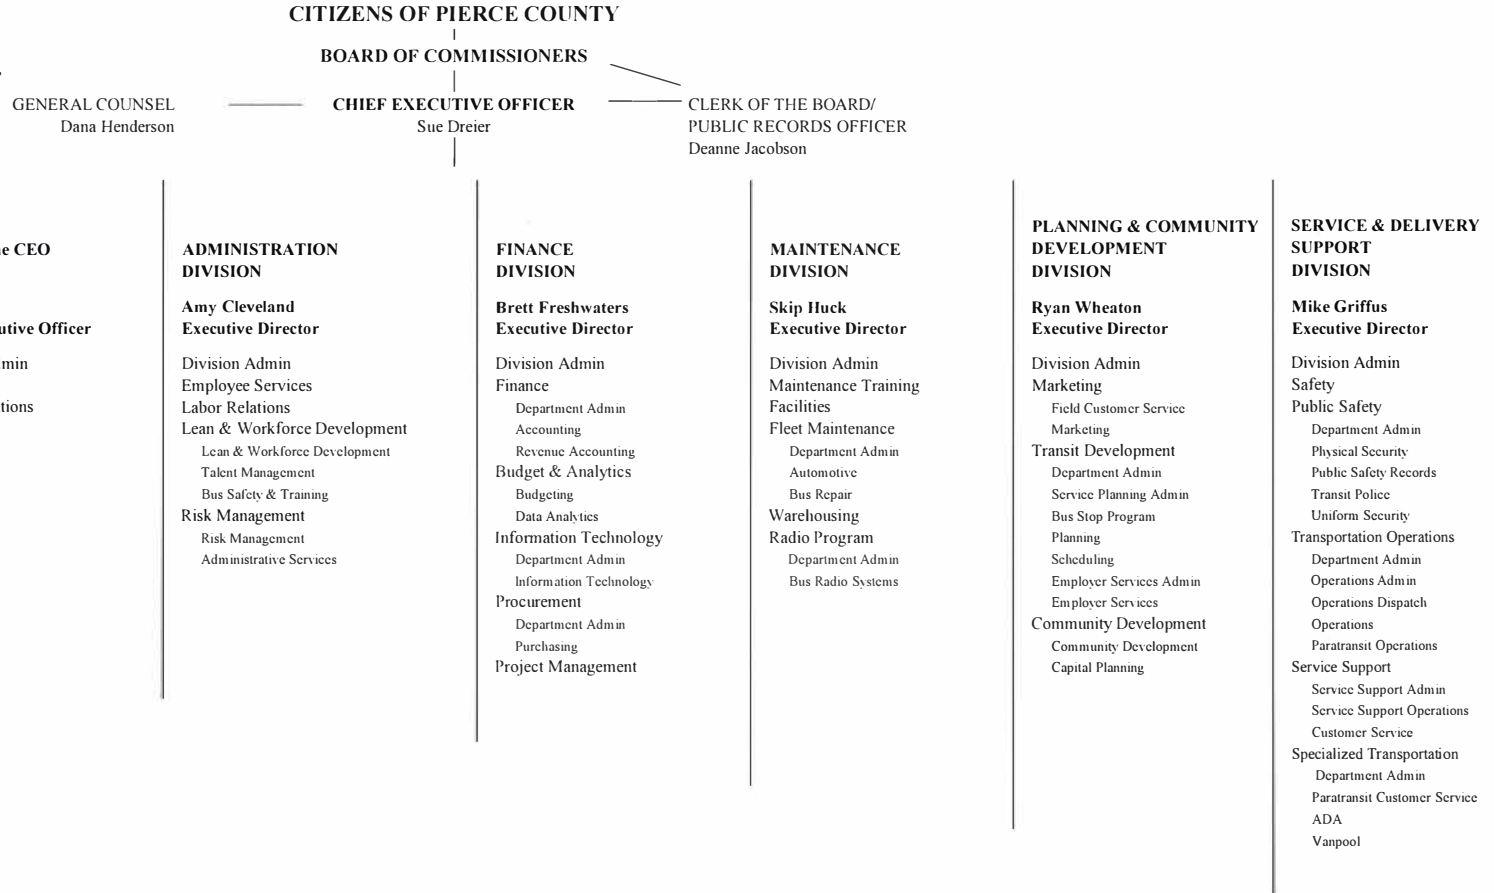 CITIZENS OF PIERCE COUNTY
BOARD OF COMMISSIONERS
GENERAL COUNSEL
Dana Henderson
CHIEF EXECUTIVE OFFICER
Sue Dreier
CLERK OF THE BOARD/
PUBLIC RECORDS OFFICER
Deanne Jacobson
CEO
Officer
ADMINISTRATION
DIVISION
Amy Cleveland
Executive Director
Division Admin
Employee Services
Labor Relations
Lean & Workforce Development
Lean & Workforce Development
Talent Management
Bus Safety & Training
Risk Management
Risk Management
Administrative Services
FINANCE
DIVISION
Brett Freshwaters
Executive Director
Division Admin
Finance
Department Admin
Accounting
Revenue Accounting
Budget & Analytics
Budgeting
Data Analytics
Information Technology
Department Admin
Information Technology
Procurement
Department Admin
Purchasing
Project Management
MAINTENANCE
DIVISION
Skip Huck
Executive Director
Division Admin
Maintenance Training
Facilities
Fleet Maintenance
Department Admin
Automotive
Bus Repair
Warehousing
Radio Program
Department Admin
Bus Radio Systems
PLANNING & COMMUNITY
DEVELOPMENT
DIVISION
Ryan Wheaton
Executive Director
Division Admin
Marketing
Field Customer Service
Marketing
Transit Development
Department Admin
Service Planning Admin
Bus Stop Program
Planning
Scheduling
Employer Services Admin
Employer Services
Community Development
Community Development
Capital Planning
SERVICE & DELIVERY
SUPPORT
DIVISION
Mike Griffus
Executive Director
Division Admin
Safety
Public Safety
Department Admin
Physical Security
Public Safety Records
Transit Police
Uniform Security
Transportation Operations
Department Admin
Operations Admin
Operations Dispatch
Operations
Paratransit Operations
Service Support
Service Support Admin
Service Support Operations
Customer Service
Specialized Transportation
Department Admin
Paratransit Customer Service
ADA
Vanpool